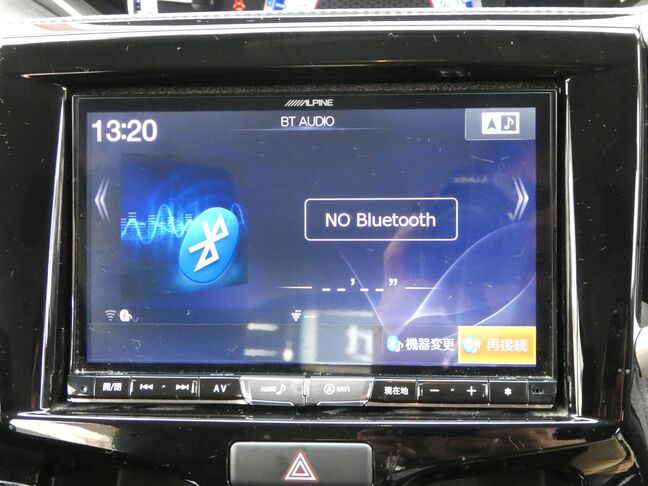 ALPINE
13:20
BT AUDIO
NO Bluetooth
--'--"
機器変更
再接続
開/閉
AV
AUDIO
NAVI
現在地
− +